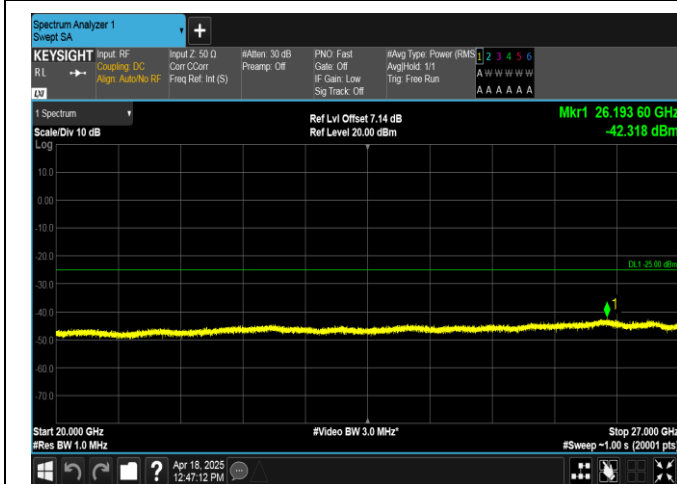 Spectrum Analyzer 1
Swept SA
+
KEYSIGHT
RL
LXI
Input: RF
Coupling: DC
Align: Auto/No RF
Input Z: 50 Ω
Corr CCorr
Freq Ref: Int (S)
#Atten: 30 dB
Preamp: Off
PNO: Fast
Gate: Off
IF Gain: Low
Sig Track: Off
#Avg Type: Power (RMS
Avg|Hold: 1/1
Trig: Free Run
1 2 3 4 5 6
A W W W W W
A A A A A A
1 Spectrum
Scale/Div 10 dB
Log
Ref Lvl Offset 7.14 dB
Ref Level 20.00 dBm
Mkr1 26.193 60 GHz
-42.318 dBm
10.0
0.00
-10.0
-20.0
DL1 -25.00 dBm
-30.0
-40.0
1
-50.0
-60.0
-70.0
Start 20.000 GHz
#Res BW 1.0 MHz
#Video BW 3.0 MHz*
Stop 27.000 GHz
#Sweep ~1.00 s (20001 pts)
?
Apr 18, 2025
12:47:12 PM